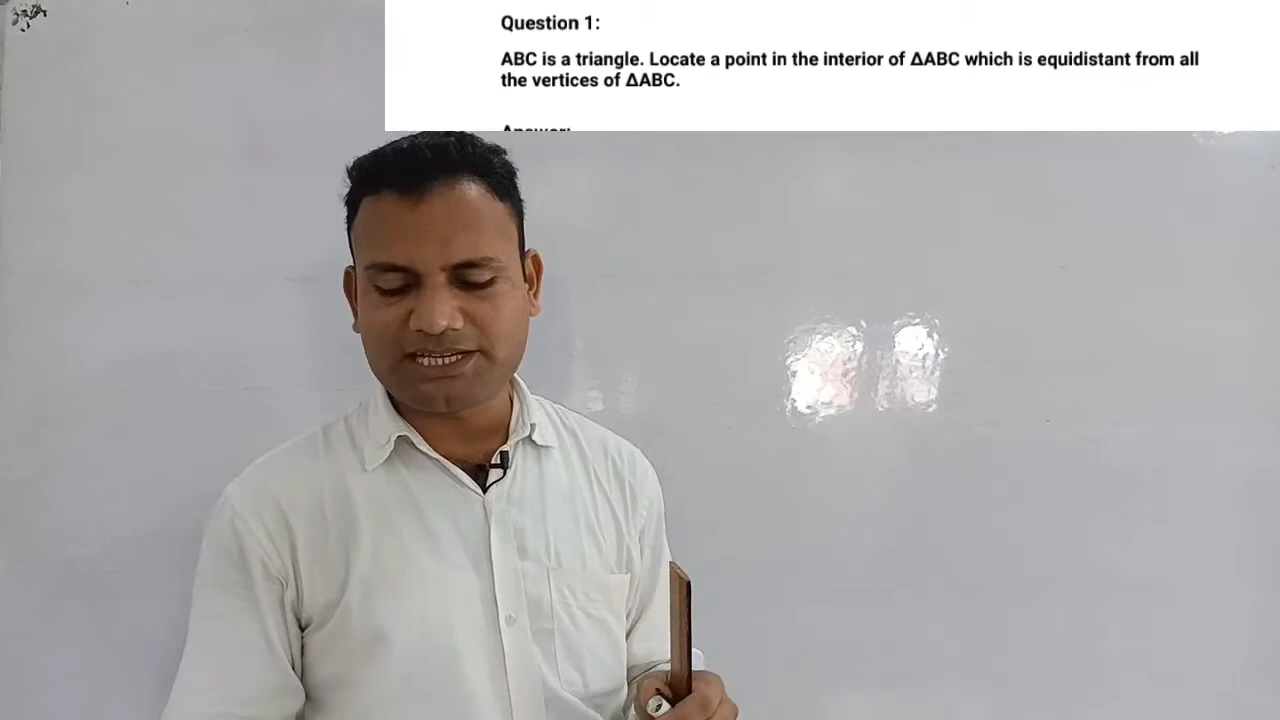 Question 1:
ABC is a triangle. Locate a point in the interior of ΔABC which is equidistant from all
the vertices of ΔABC.